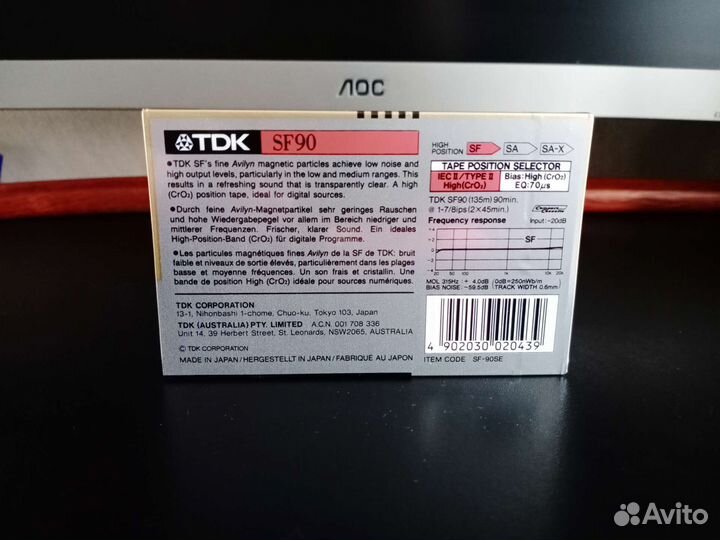 AOC
TDK SF90
• TDK SF's fine Avilyn magnetic particles achieve low noise and
high output levels, particularly in the low and medium ranges. This
results in a refreshing sound that is transparently clear. A high
(CrO₂) position tape, ideal for digital sources.
• Durch feine Avilyn-Magnetpartikel sehr geringes Rauschen
und hohe Wiedergabepegel vor allem im Bereich niedriger und
mittlerer Frequenzen. Frischer, klarer Sound. Ein ideales
High-Position-Band (CrO₂) für digitale Programme.
• Les particules magnétiques fines Avilyn de la SF de TDK: bruit
faible et niveaux de sortie élevés, particulièrement dans les plages
basse et moyenne fréquences. Un son frais et cristallin. Une
bande de position High (CrO₂) idéale pour sources numériques.
TDK CORPORATION
13-1, Nihonbashi 1-chome, Chuo-ku, Tokyo 103, Japan
TDK (AUSTRALIA) PTY. LIMITED A.C.N. 001 708 336
Unit 14, 39 Herbert Street, St. Leonards, NSW2065, AUSTRALIA
© TDK CORPORATION
MADE IN JAPAN/HERGESTELLT IN JAPAN/FABRIQUÉ AU JAPON
HIGH POSITION SF SA SA-X
TAPE POSITION SELECTOR
IEC II/TYPE II Bias: High (CrO₂)
High(CrO₂) EQ: 70μs
TDK SF90 (135m) 90min.
@ 1-7/8ips (2×45min.)
Frequency response Input: -20dB
SF
20 50 100 1k 10k 20k
MOL 315Hz: + 4.0dB (0dB=250nWb/m
BIAS NOISE: -59.5dB (TRACK WIDTH 0.6mm)
4 902030 020439
ITEM CODE SF-90SE
Avito